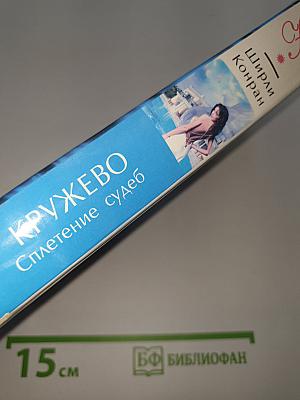 Ширли
Конран
КРУЖЕВО
Сплетение судеб
15 см
БФ БИБЛИОФАН